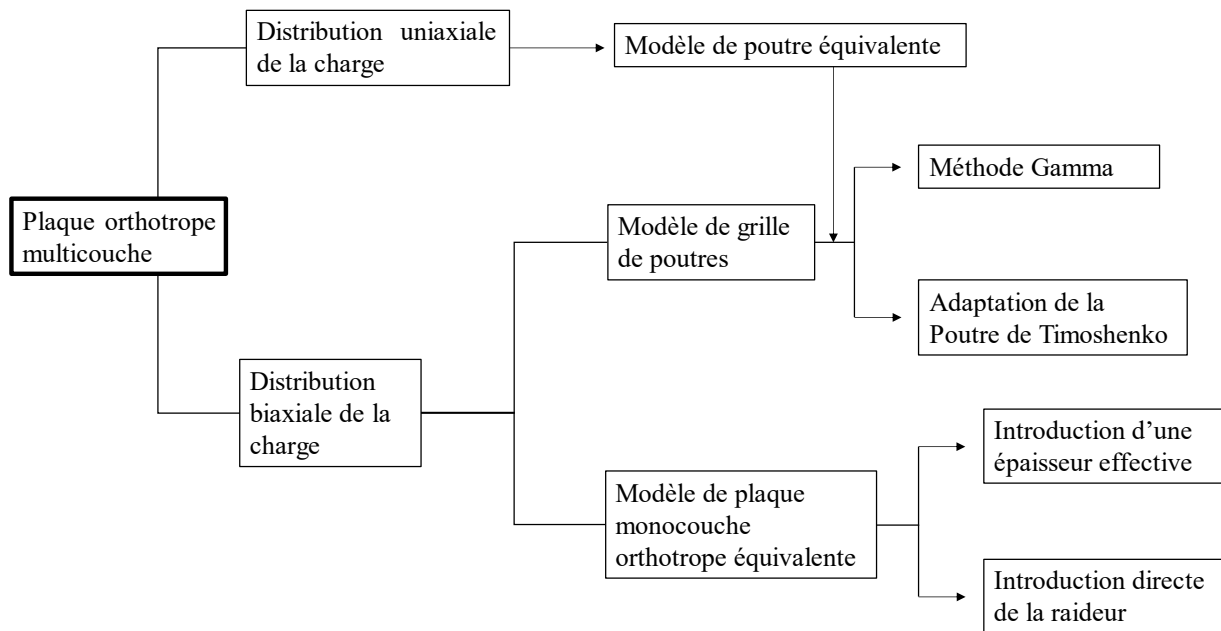 Distribution uniaxiale
de la charge
Modèle de poutre équivalente
Méthode Gamma
Plaque orthotrope
multicouche
Modèle de grille
de poutres
Adaptation de la
Poutre de Timoshenko
Distribution
biaxiale de la
charge
Introduction d’une
épaisseur effective
Modèle de plaque
monocouche
orthotrope équivalente
Introduction directe
de la raideur